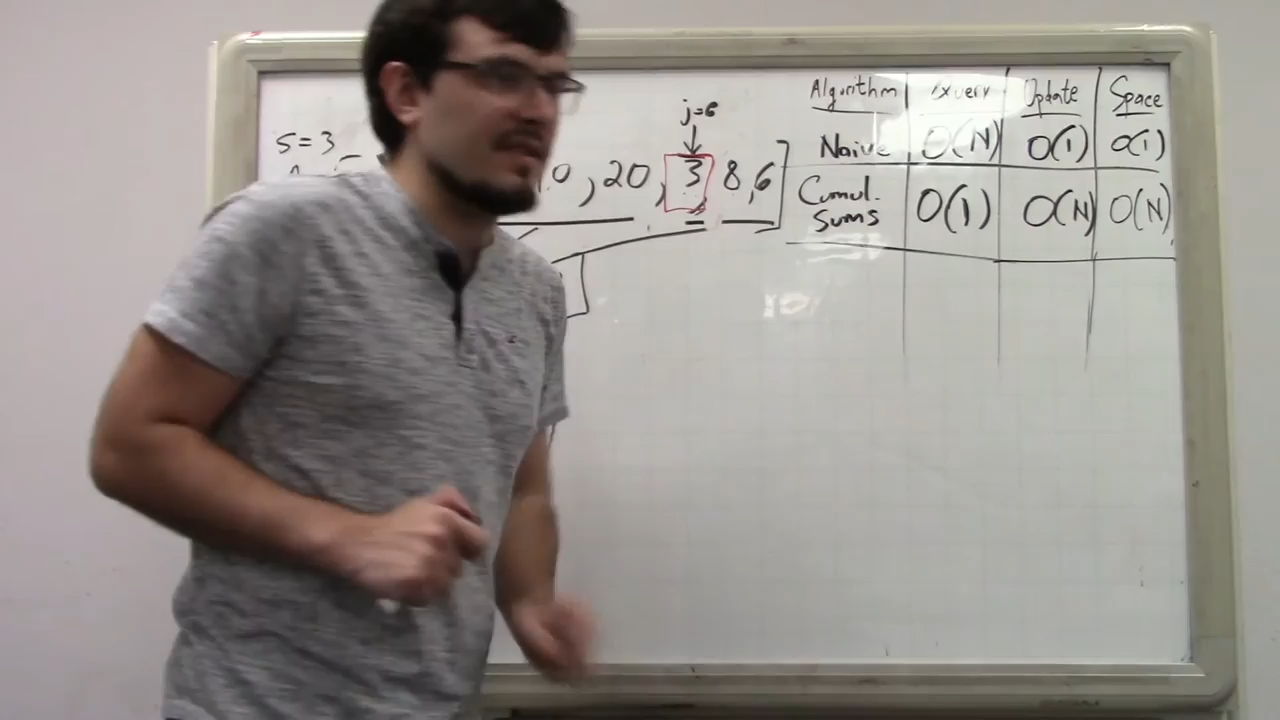 j=6
S = 3
0, 20, 3 8, 6]
Algorithm Query Update Space
Naive O(N) O(1) O(1)
Cumul. Sums O(1) O(N) O(N)